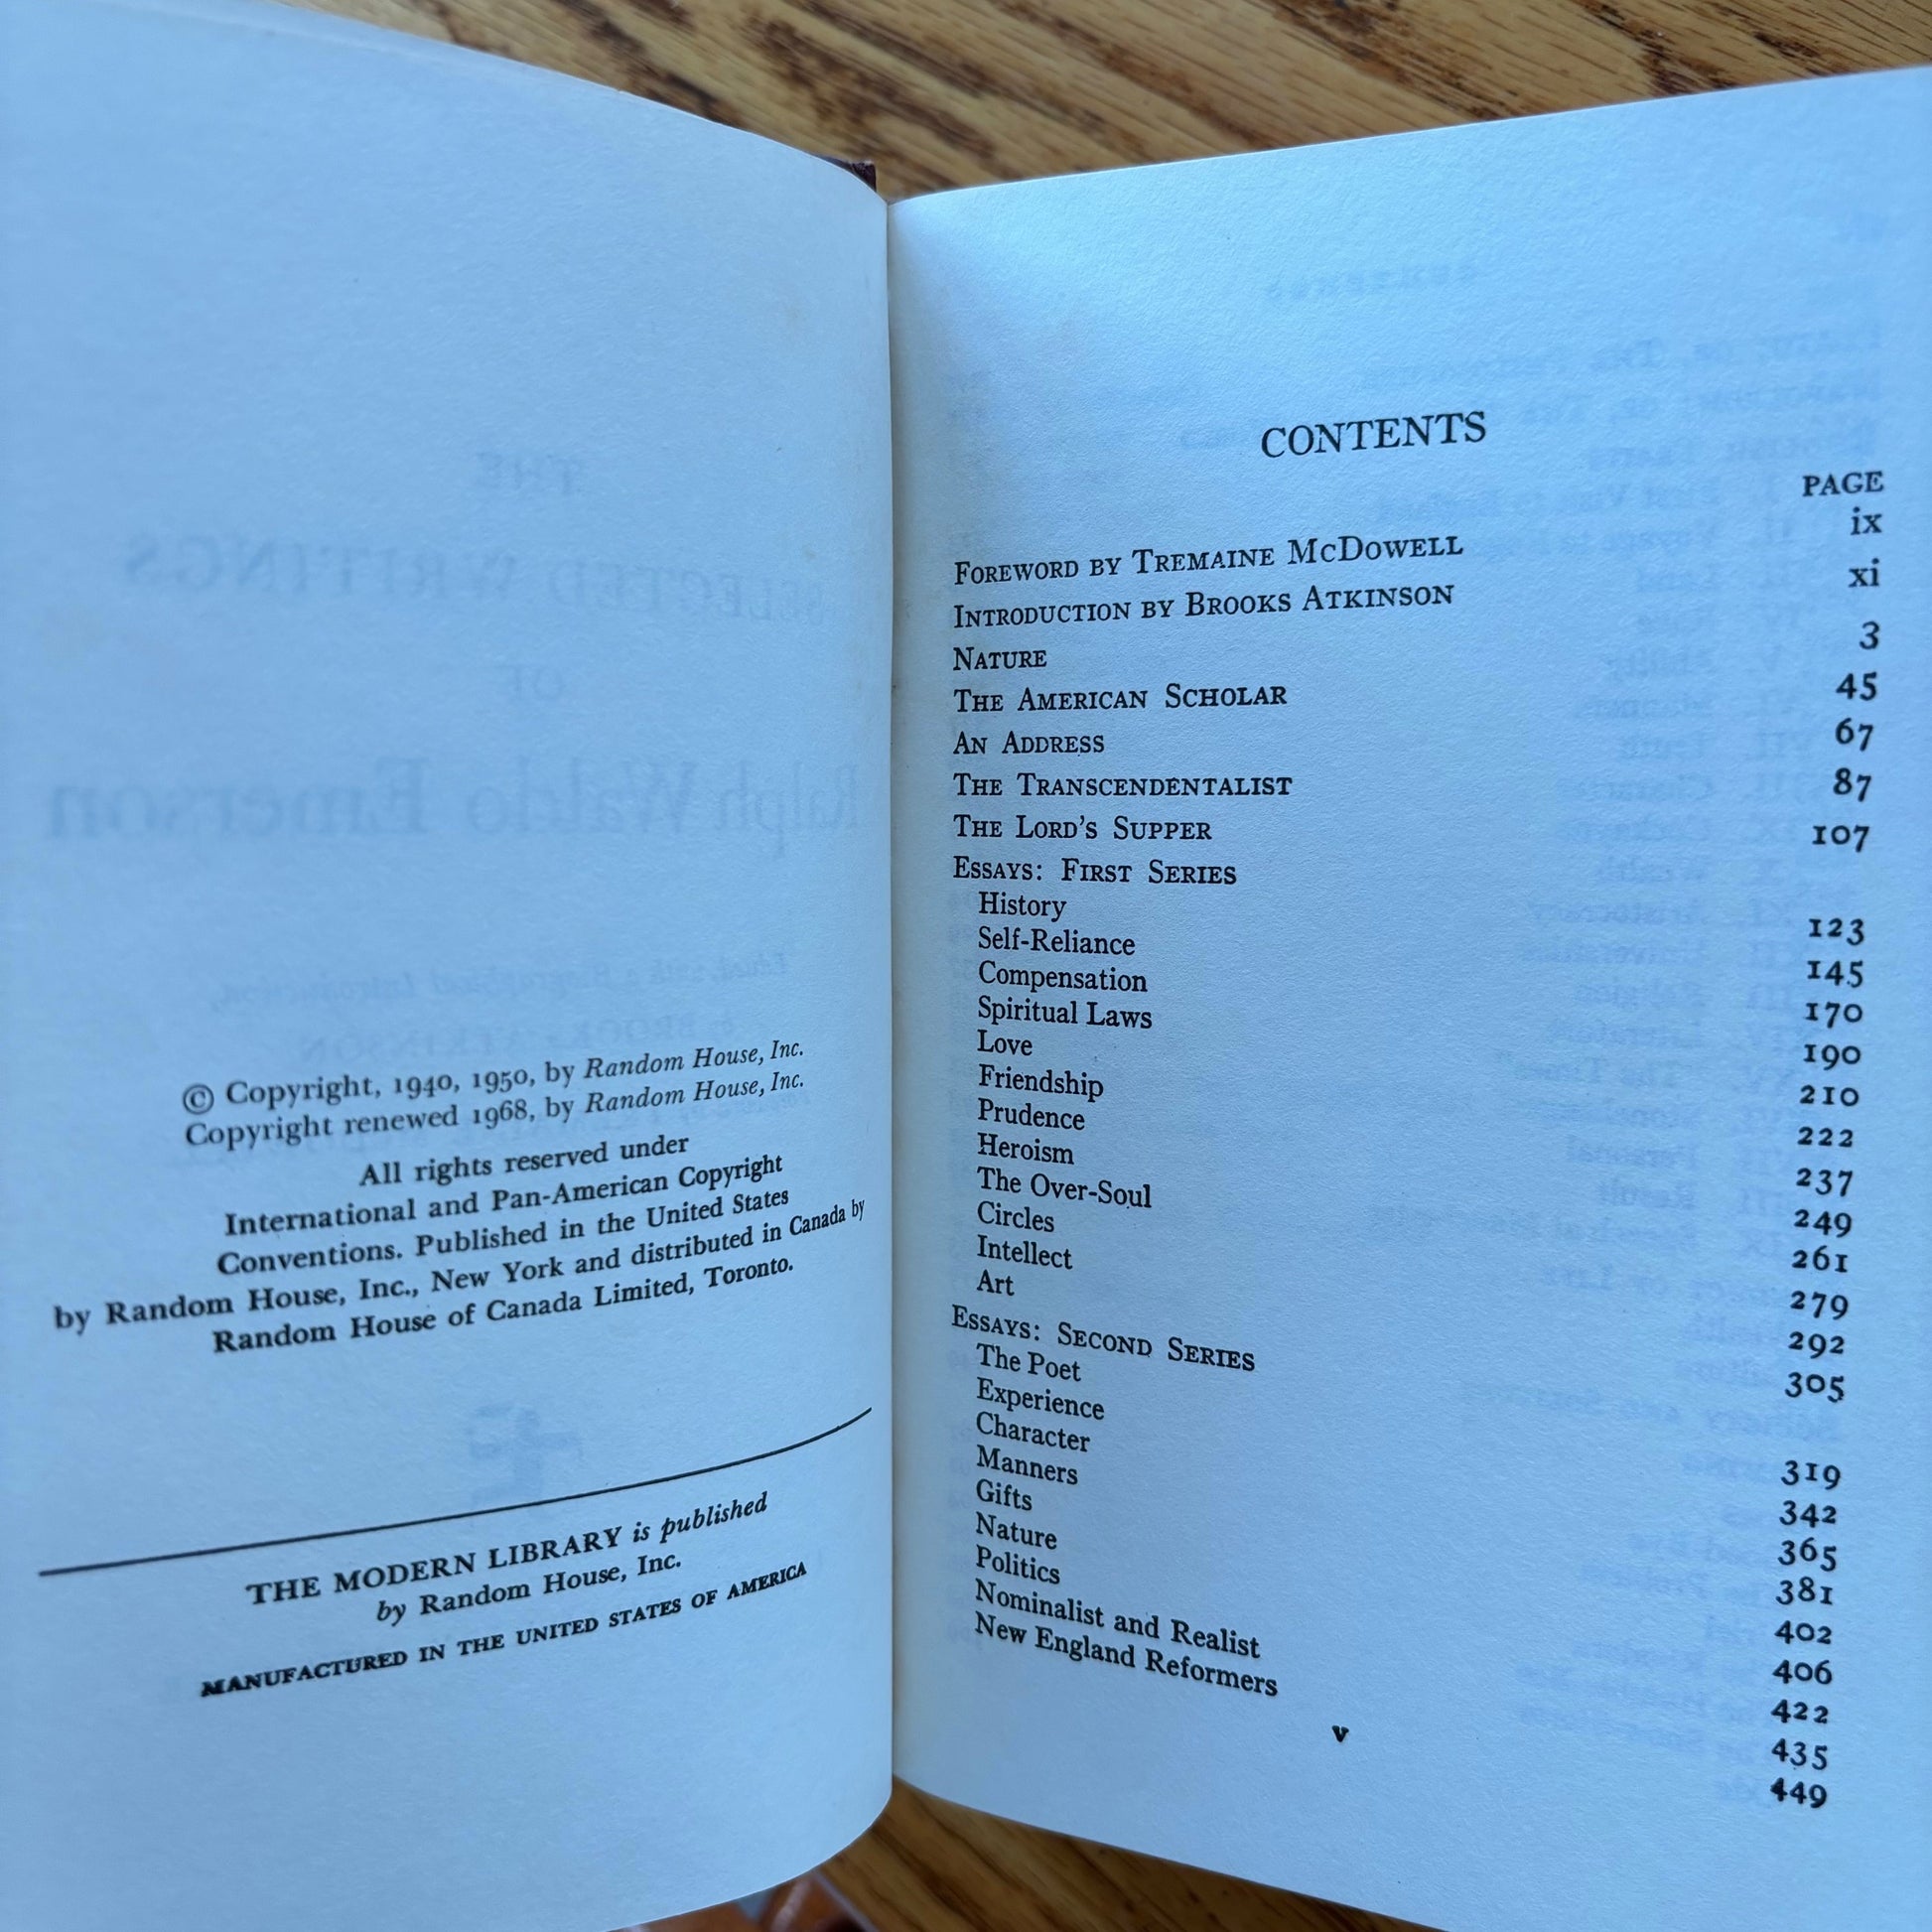 © Copyright, 1940, 1950, by Random House, Inc.
Copyright renewed 1968, by Random House, Inc.
All rights reserved under
International and Pan-American Copyright
Conventions. Published in the United States
by Random House, Inc., New York and distributed in Canada by
Random House of Canada Limited, Toronto.
THE MODERN LIBRARY is published
by Random House, Inc.
MANUFACTURED IN THE UNITED STATES OF AMERICA
CONTENTS
PAGE
FOREWORD BY TREMAINE MCDOWELL ix
INTRODUCTION BY BROOKS ATKINSON xi
NATURE 3
THE AMERICAN SCHOLAR 45
AN ADDRESS 67
THE TRANSCENDENTALIST 87
THE LORD'S SUPPER 107
ESSAYS: FIRST SERIES
History 123
Self-Reliance 145
Compensation 170
Spiritual Laws 190
Love 210
Friendship 222
Prudence 237
Heroism 249
The Over-Soul 261
Circles 279
Intellect 292
Art 305
ESSAYS: SECOND SERIES
The Poet 319
Experience 342
Character 365
Manners 381
Gifts 402
Nature 406
Politics 422
Nominalist and Realist 435
New England Reformers 449
v